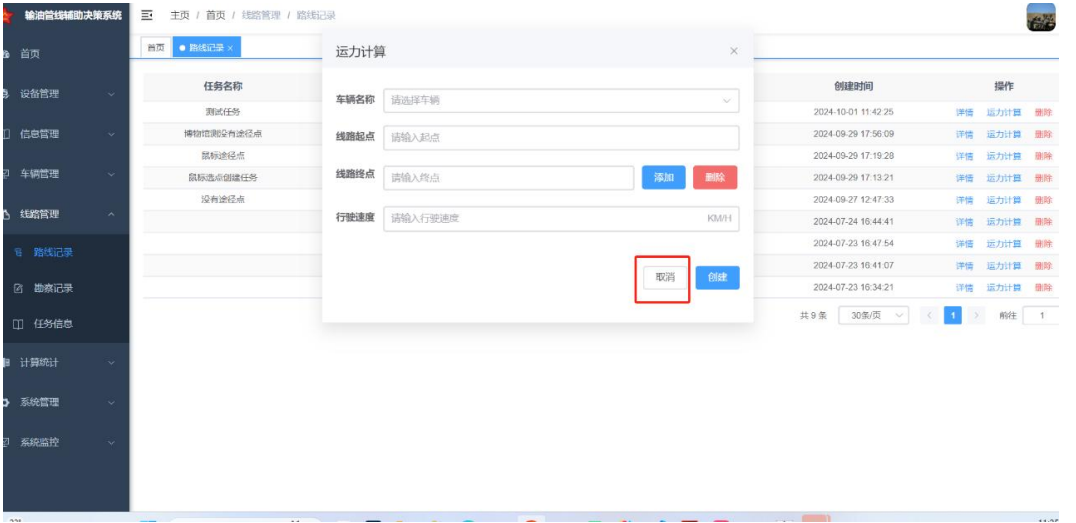 输油管线辅助决策系统
主页 / 首页 / 线路管理 / 路线记录
首页
首页 ● 路线记录 ×
设备管理
信息管理
车辆管理
线路管理
路线记录
勘察记录
任务信息
计算统计
系统管理
系统监控
任务名称 创建时间 操作
测试任务 2024-10-01 11:42:25 详情 运力计算 删除
博物馆测没有途径点 2024-09-29 17:56:09 详情 运力计算 删除
鼠标途径点 2024-09-29 17:19:28 详情 运力计算 删除
鼠标选点创建任务 2024-09-29 17:13:21 详情 运力计算 删除
没有途径点 2024-09-27 12:47:33 详情 运力计算 删除
2024-07-24 16:44:41 详情 运力计算 删除
2024-07-23 16:47:54 详情 运力计算 删除
2024-07-23 16:41:07 详情 运力计算 删除
2024-07-23 16:34:21 详情 运力计算 删除
共 9 条 30条/页 < 1 > 前往 1
运力计算 ×
车辆名称 请选择车辆
线路起点 请输入起点
线路终点 请输入终点 添加 删除
行驶速度 请输入行驶速度 KM/H
取消 创建